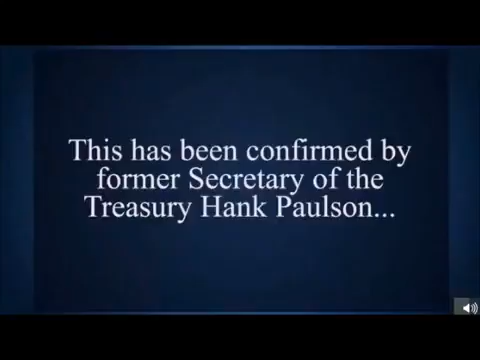 This has been confirmed by
former Secretary of the
Treasury Hank Paulson...